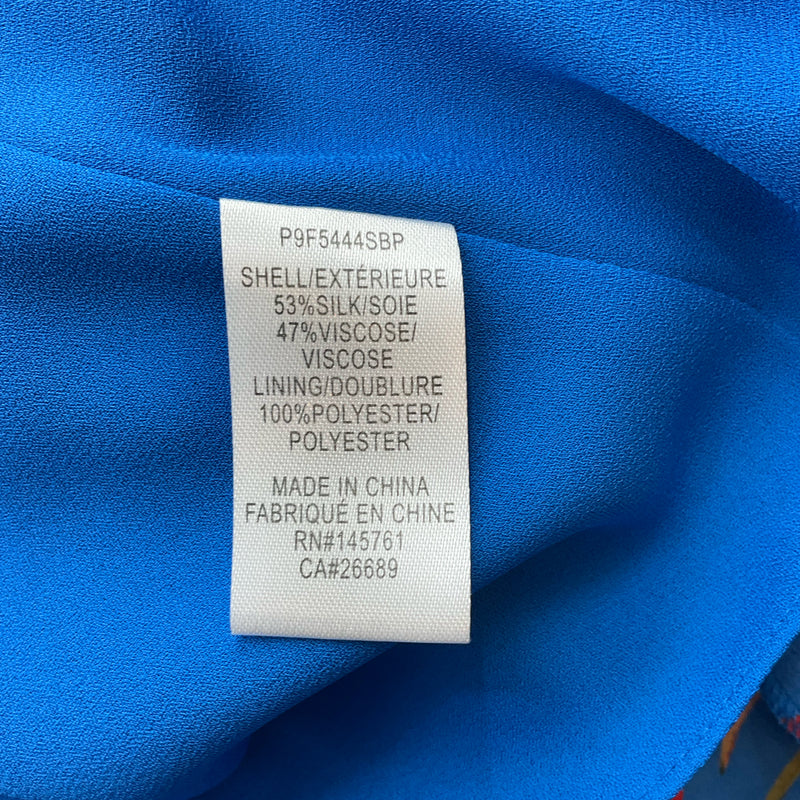 P9F5444SBP
SHELL/EXTÉRIEURE
53%SILK/SOIE
47%VISCOSE/
VISCOSE
LINING/DOUBLURE
100%POLYESTER/
POLYESTER
MADE IN CHINA
FABRIQUÉ EN CHINE
RN#145761
CA#26689